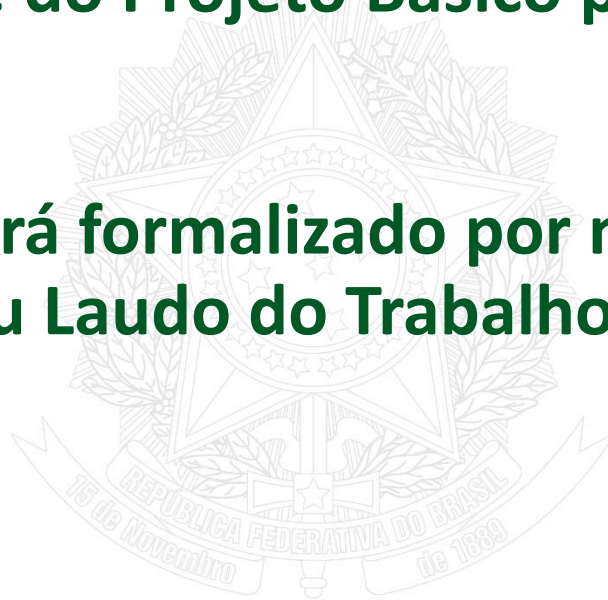 do Projeto Básico p
rá formalizado por
u Laudo do Trabalho
REPÚBLICA FEDERATIVA DO BRASIL
15 de Novembro de 1889